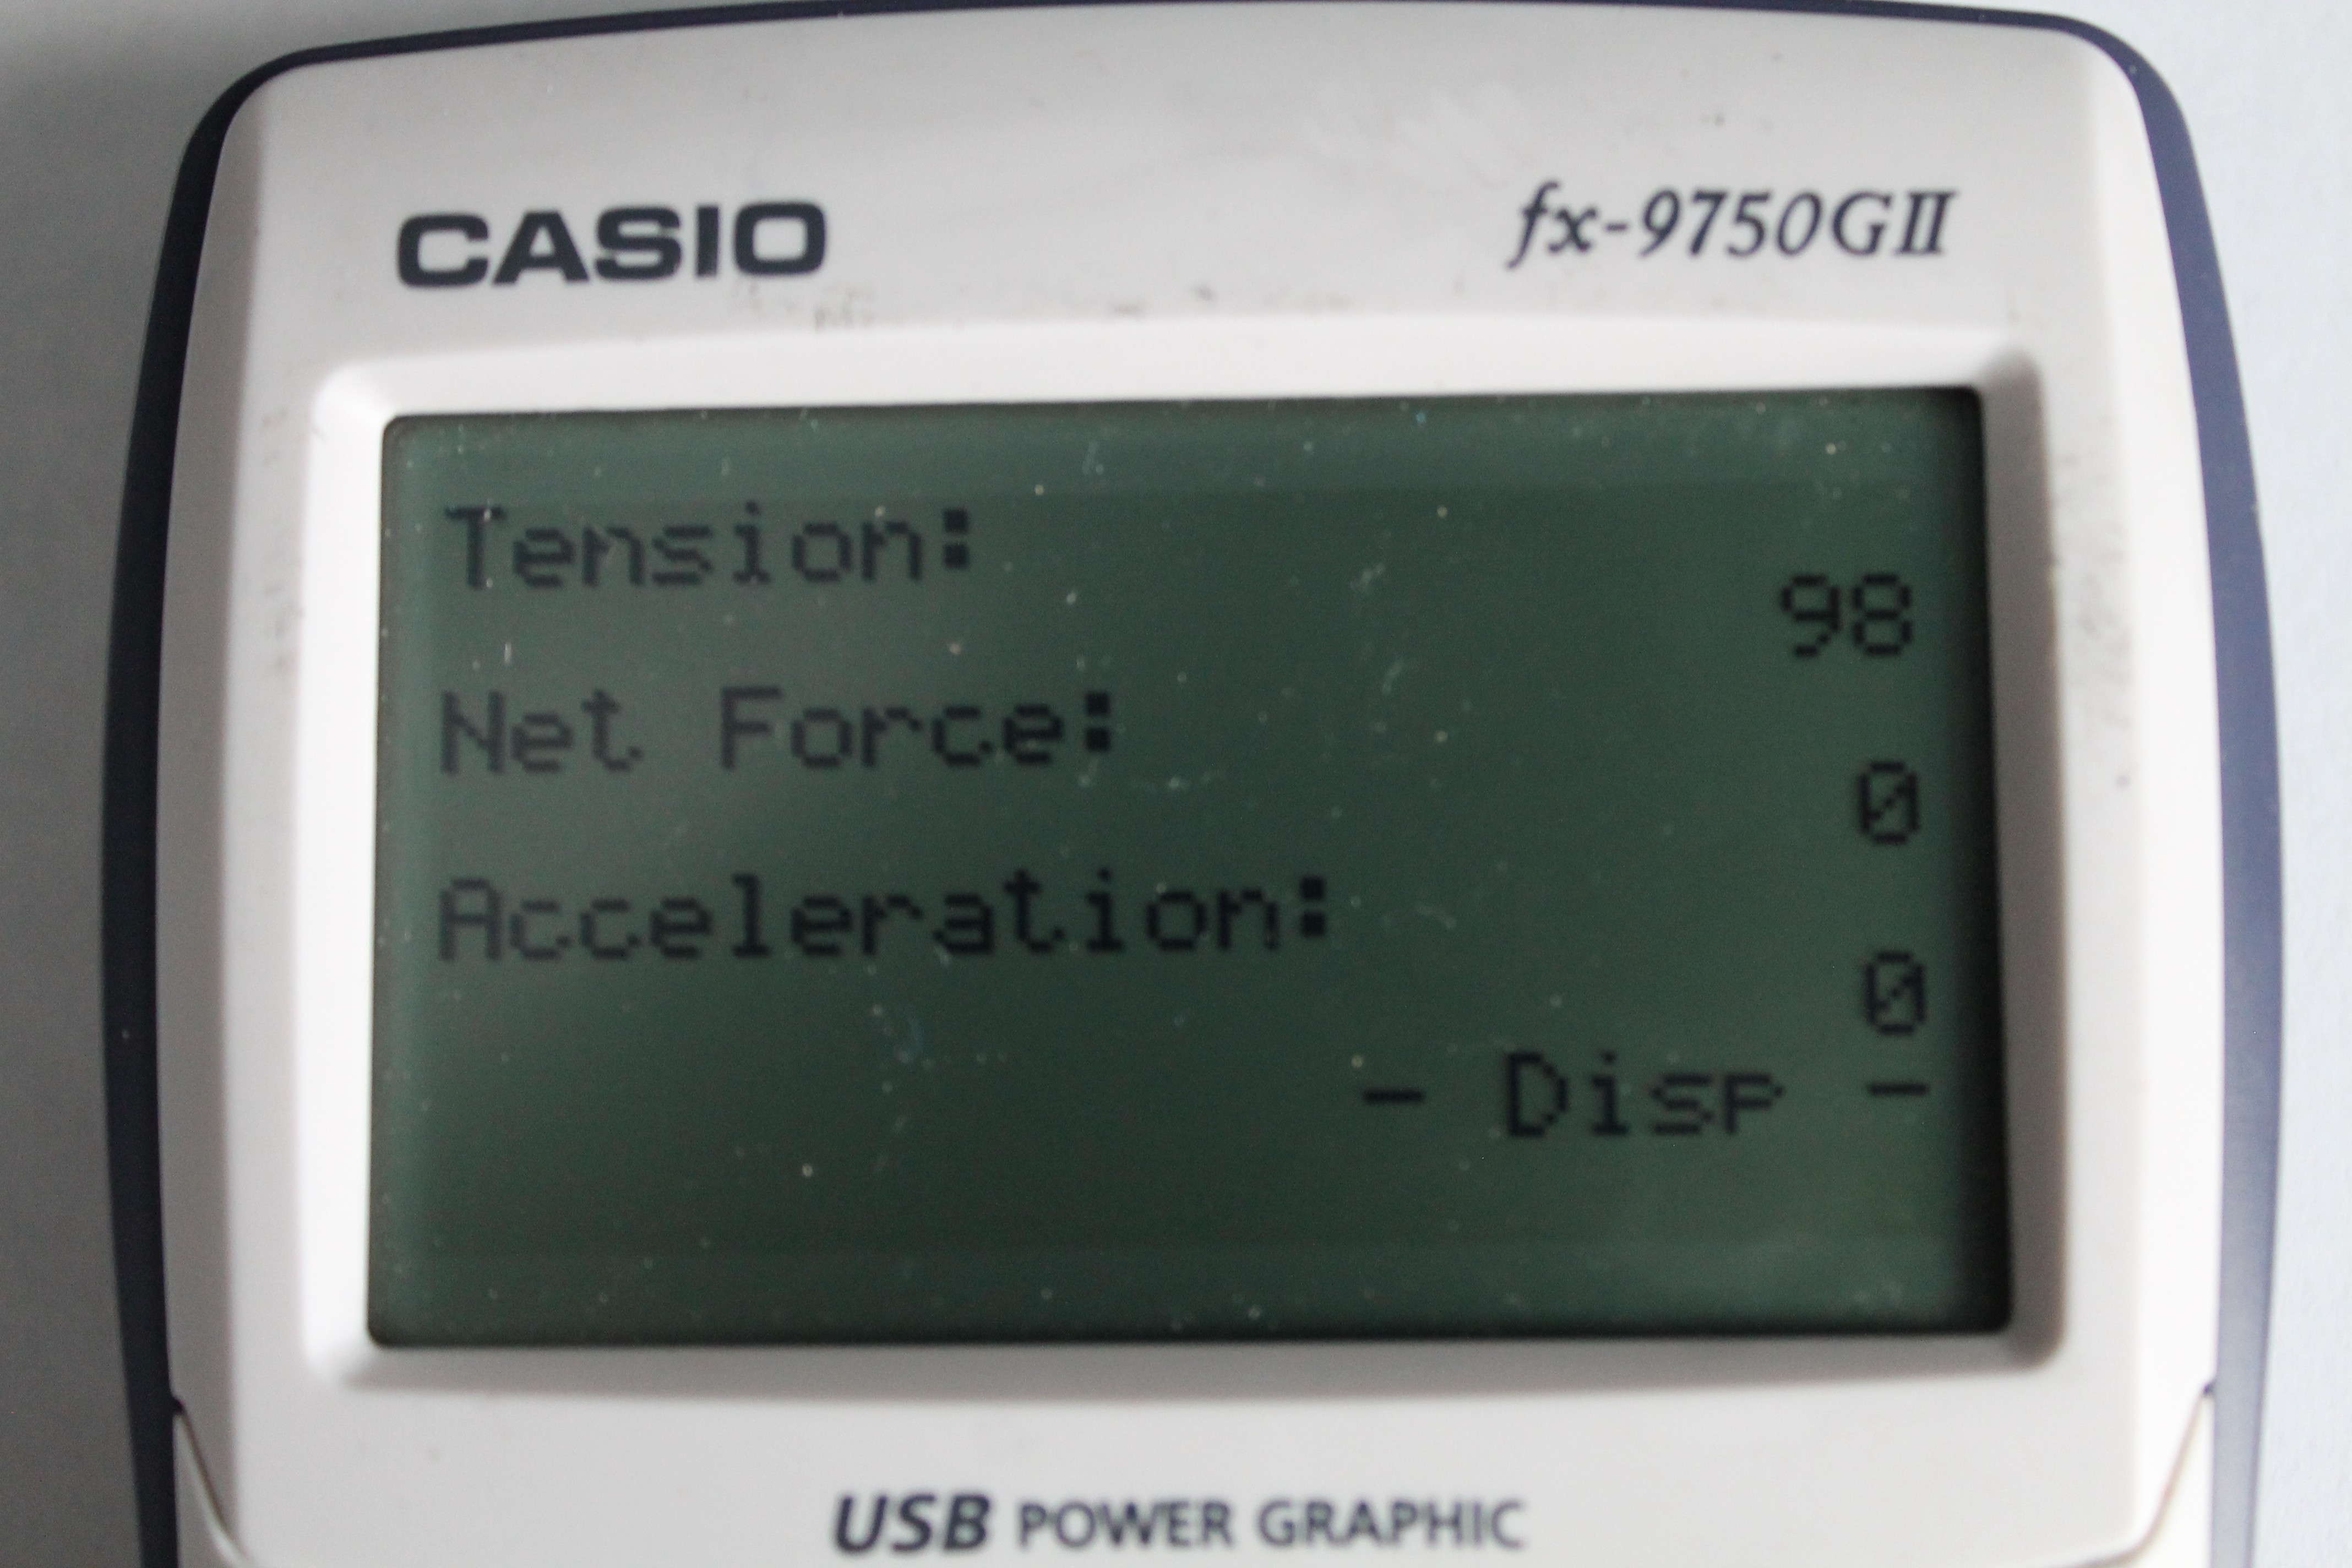 CASIO fx-9750GII
Tension:
98
Net Force:
0
Acceleration:
0
- Disp -
USB POWER GRAPHIC